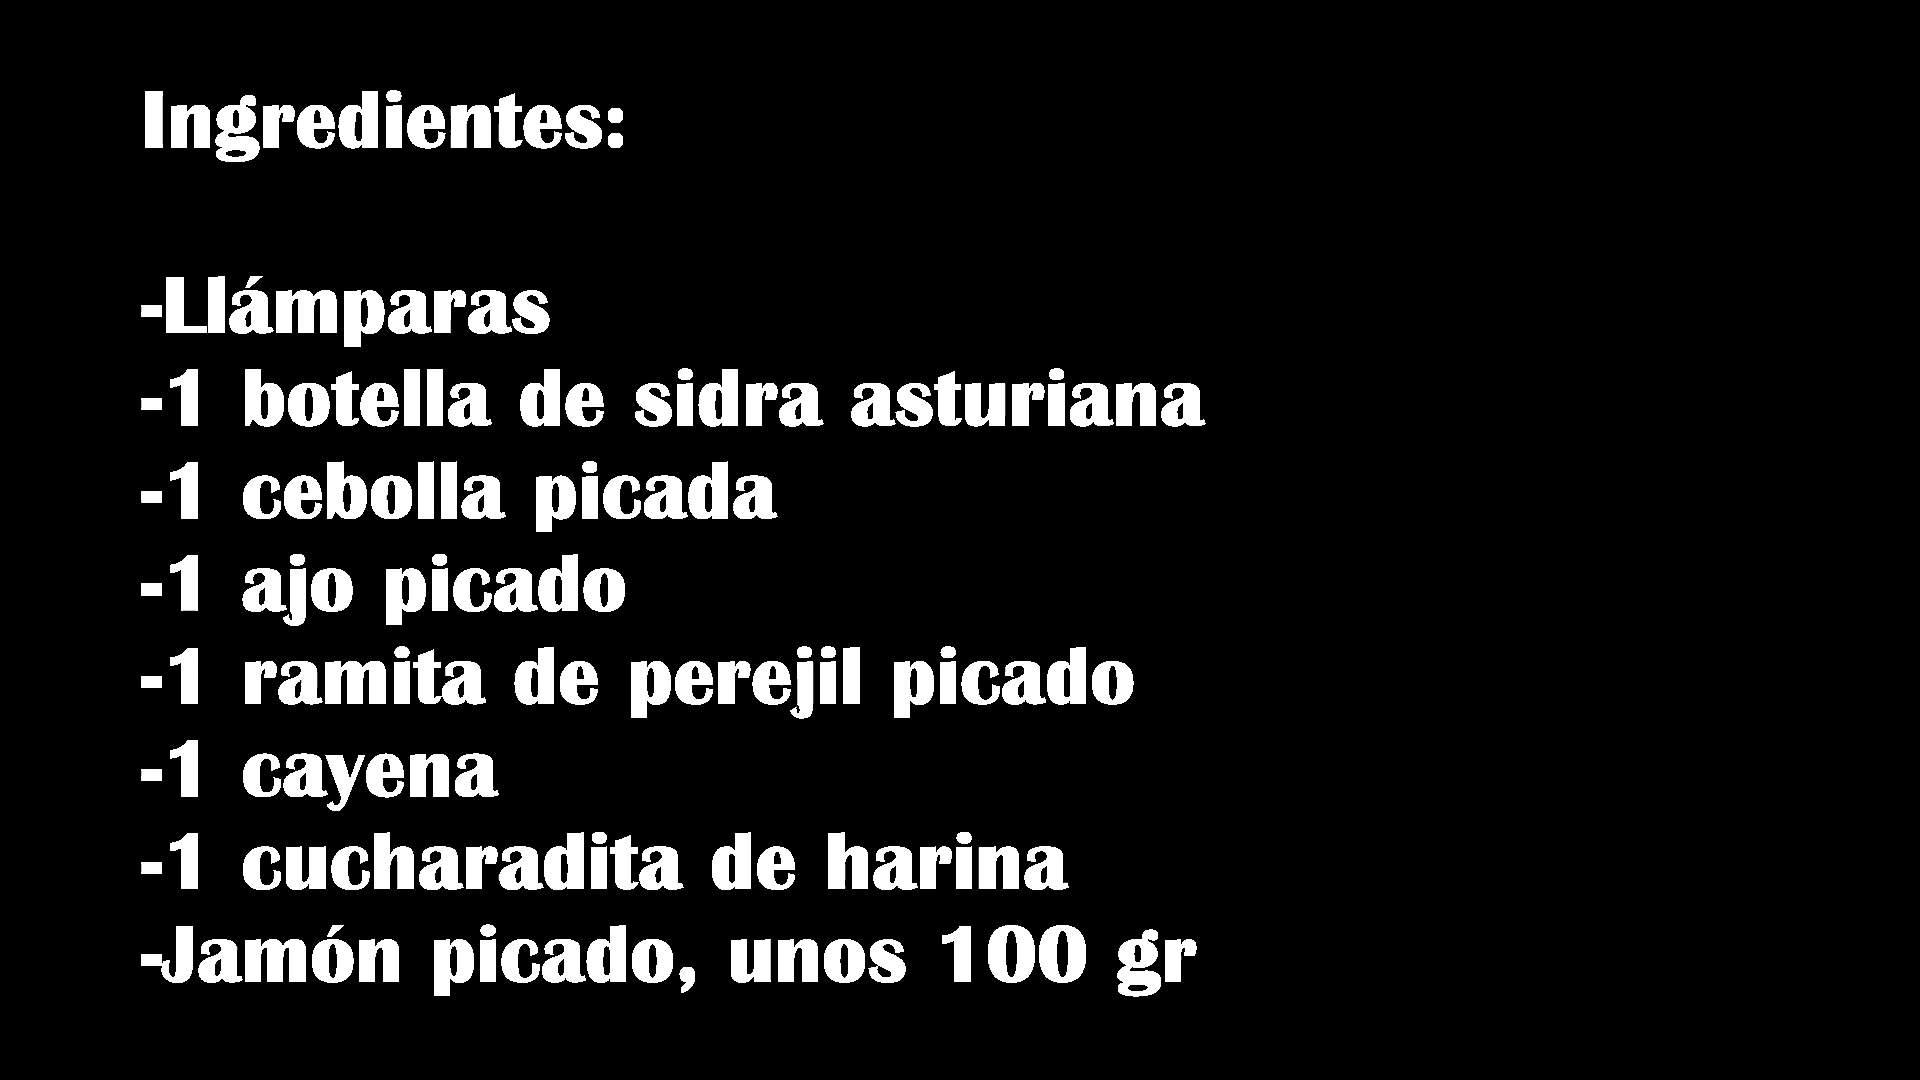 Ingredientes:
-Llámparas
-1 botella de sidra asturiana
-1 cebolla picada
-1 ajo picado
-1 ramita de perejil picado
-1 cayena
-1 cucharadita de harina
-Jamón picado, unos 100 gr